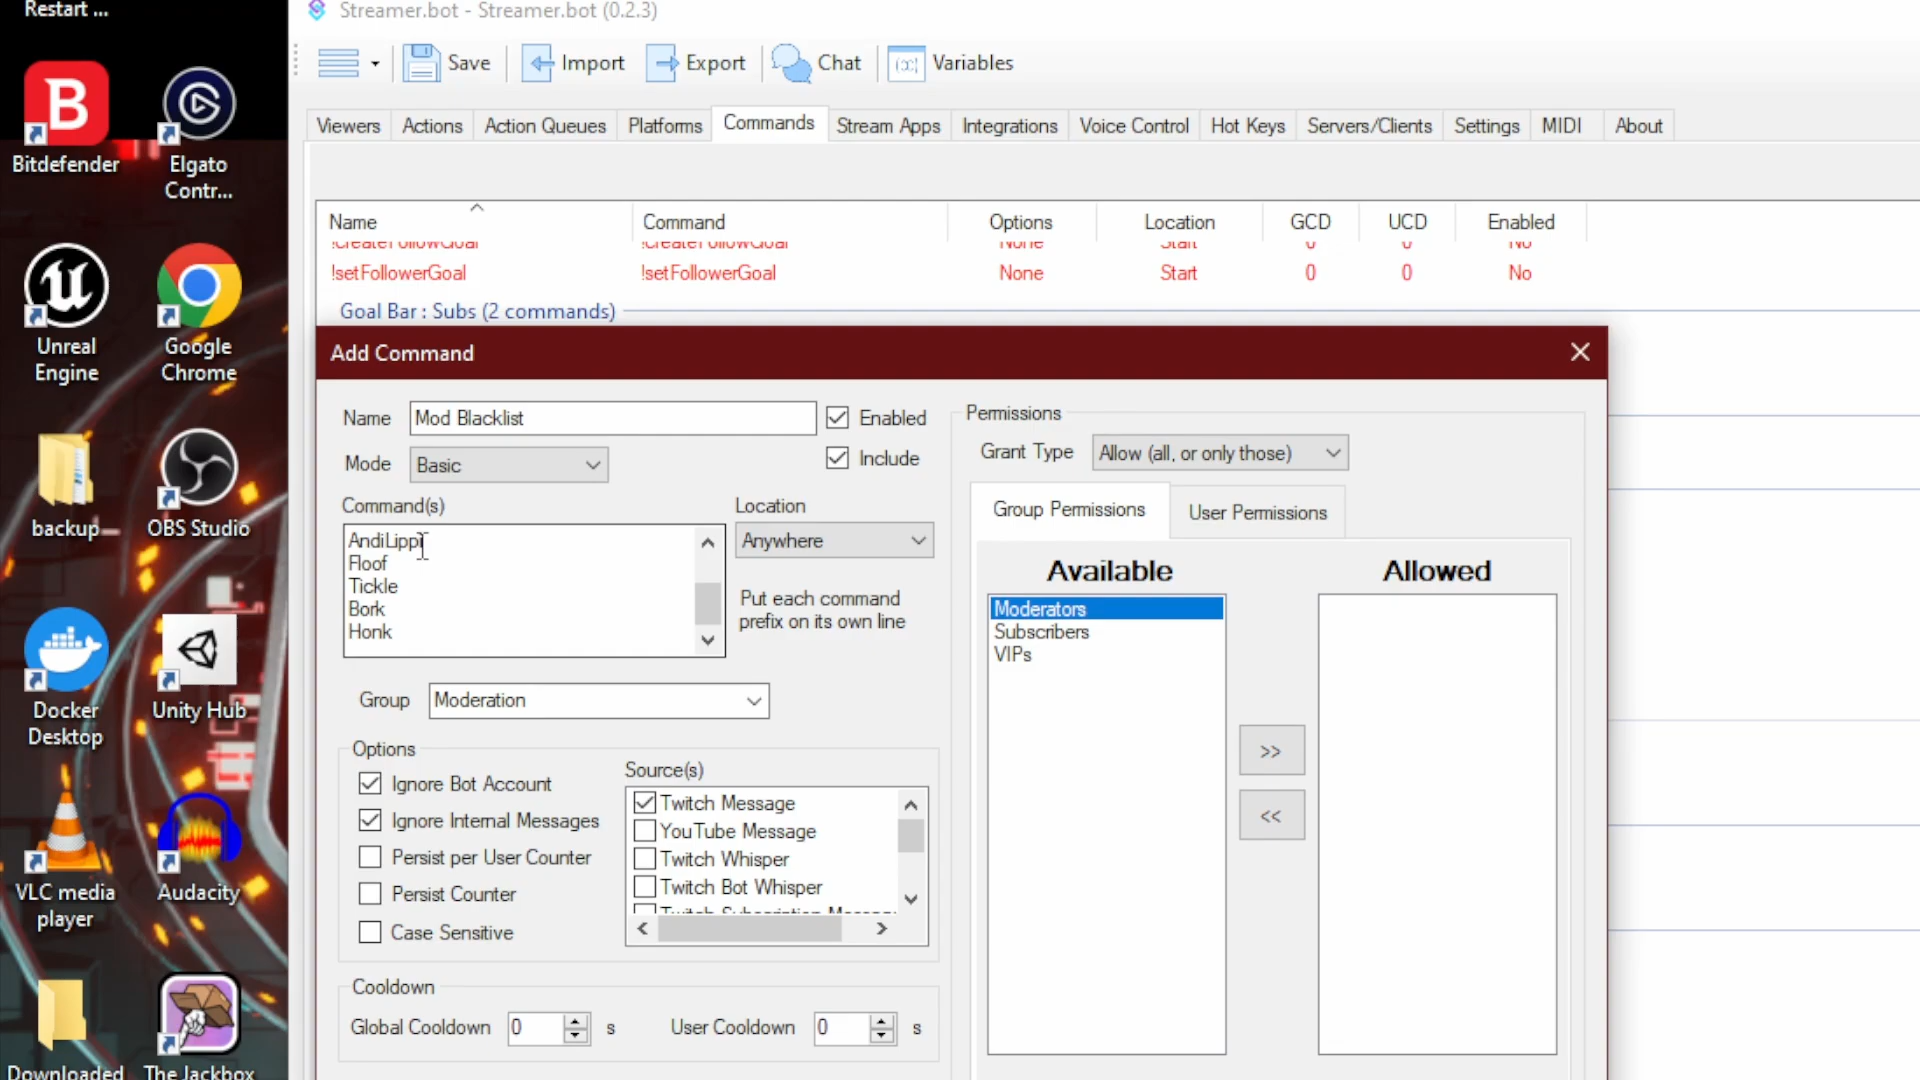 Restart ...
Streamer.bot - Streamer.bot (0.2.3)
Save
Import
Export
Chat
(x)
Variables
Viewers
Actions
Action Queues
Platforms
Commands
Stream Apps
Integrations
Voice Control
Hot Keys
Servers/Clients
Settings
MIDI
About
Bitdefender
Elgato
Contr...
Unreal
Engine
Google
Chrome
backup
OBS Studio
Docker
Desktop
Unity Hub
VLC media
player
Audacity
Downloaded
The Jackbox
Name
Command
Options
Location
GCD
UCD
Enabled
!createFollowGoal
!createFollowGoal
None
Start
0
0
No
!setFollowerGoal
!setFollowerGoal
None
Start
0
0
No
Goal Bar : Subs (2 commands)
Add Command
Name
Mod Blacklist
Enabled
Mode
Basic
Include
Command(s)
AndiLippi
Floof
Tickle
Bork
Honk
Location
Anywhere
Put each command
prefix on its own line
Group
Moderation
Options
Ignore Bot Account
Ignore Internal Messages
Persist per User Counter
Persist Counter
Case Sensitive
Source(s)
Twitch Message
YouTube Message
Twitch Whisper
Twitch Bot Whisper
Cooldown
Global Cooldown
0
s
User Cooldown
0
s
Permissions
Grant Type
Allow (all, or only those)
Group Permissions
User Permissions
Available
Moderators
Subscribers
VIPs
>>
<<
Allowed